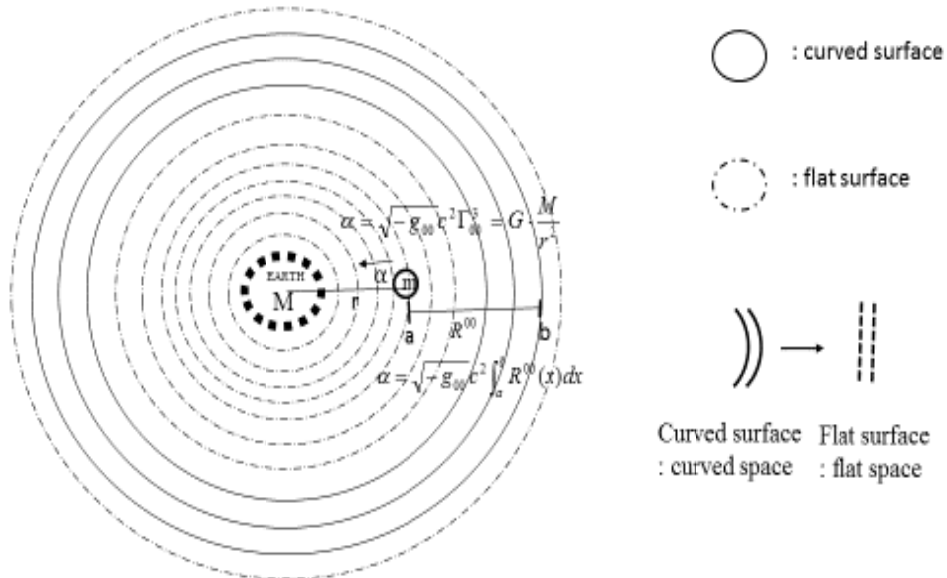 : curved surface
: flat surface
α = √−g₀₀ c² Γ³₀₀ = G · M/r²
EARTH
M
r
α
m
a
R⁰⁰
b
α = √−g₀₀ c² ∫ₐᵇ R⁰⁰(x)dx
Curved surface
: curved space
Flat surface
: flat space